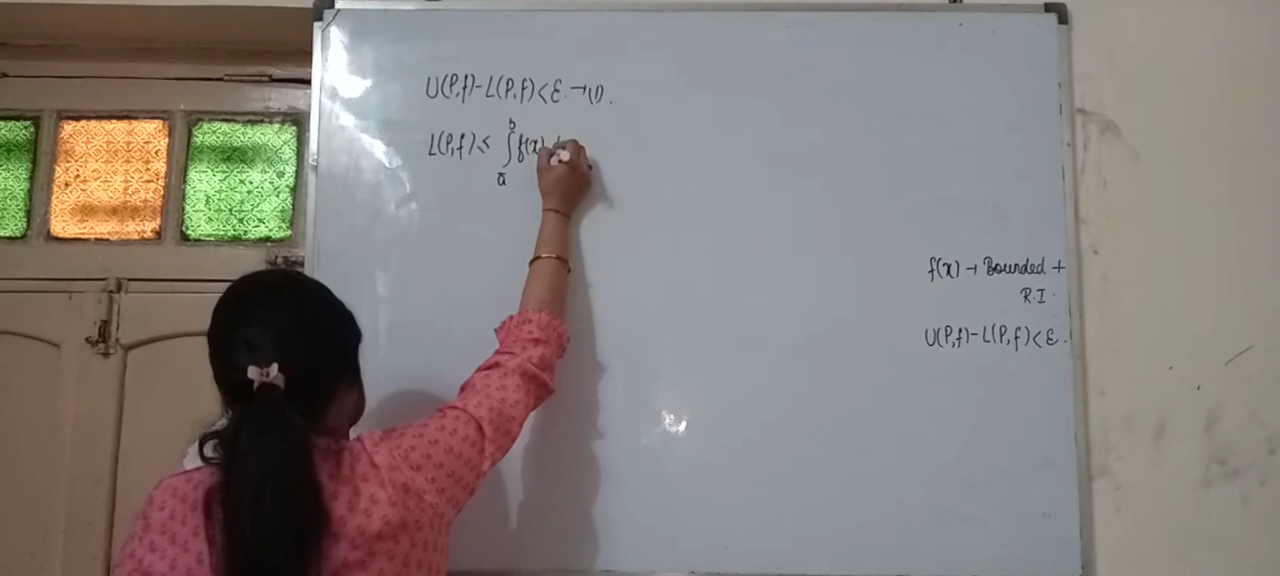 U(P,f)-L(P,f)<ε. →(1).
L(P,f) ≤ ∫_a̅^b f(x)
f(x) → Bounded +
R.I.
U(P,f)-L(P,f)<ε.